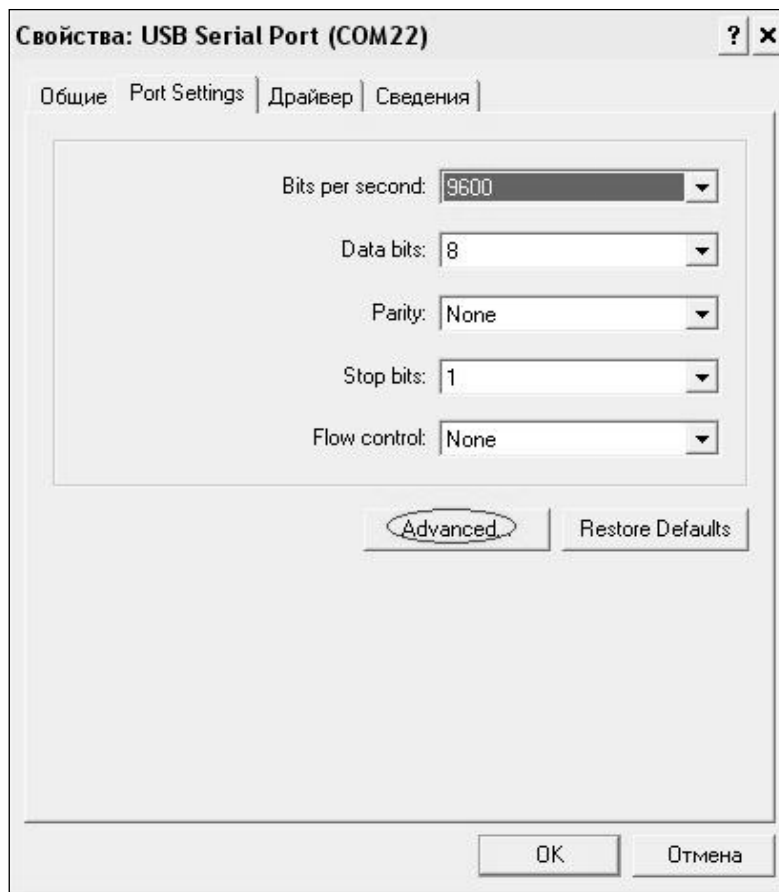 Свойства: USB Serial Port (COM22) ? ×
Общие Port Settings Драйвер Сведения
Bits per second: 9600
Data bits: 8
Parity: None
Stop bits: 1
Flow control: None
Advanced... Restore Defaults
OK Отмена